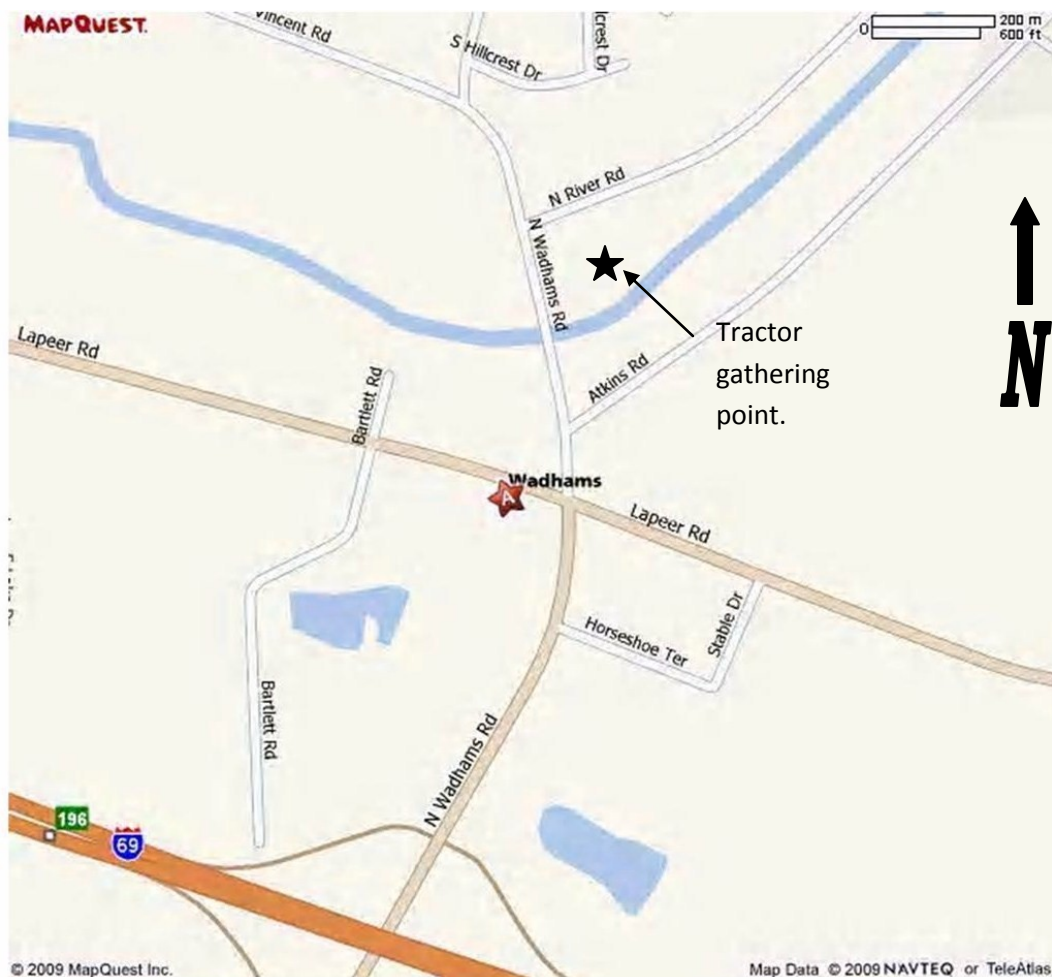 MAPQUEST.
Vincent Rd
S Hillcrest Dr
llcrest Dr
0
200 m
600 ft
N River Rd
N Wadhams Rd
N
Lapeer Rd
Bartlett Rd
Atkins Rd
Tractor
gathering
point.
Wadhams
A
Lapeer Rd
Stable Dr
Horseshoe Ter
Bartlett Rd
N Wadhams Rd
196
69
© 2009 MapQuest Inc.
Map Data © 2009 NAVTEQ or TeleAtlas